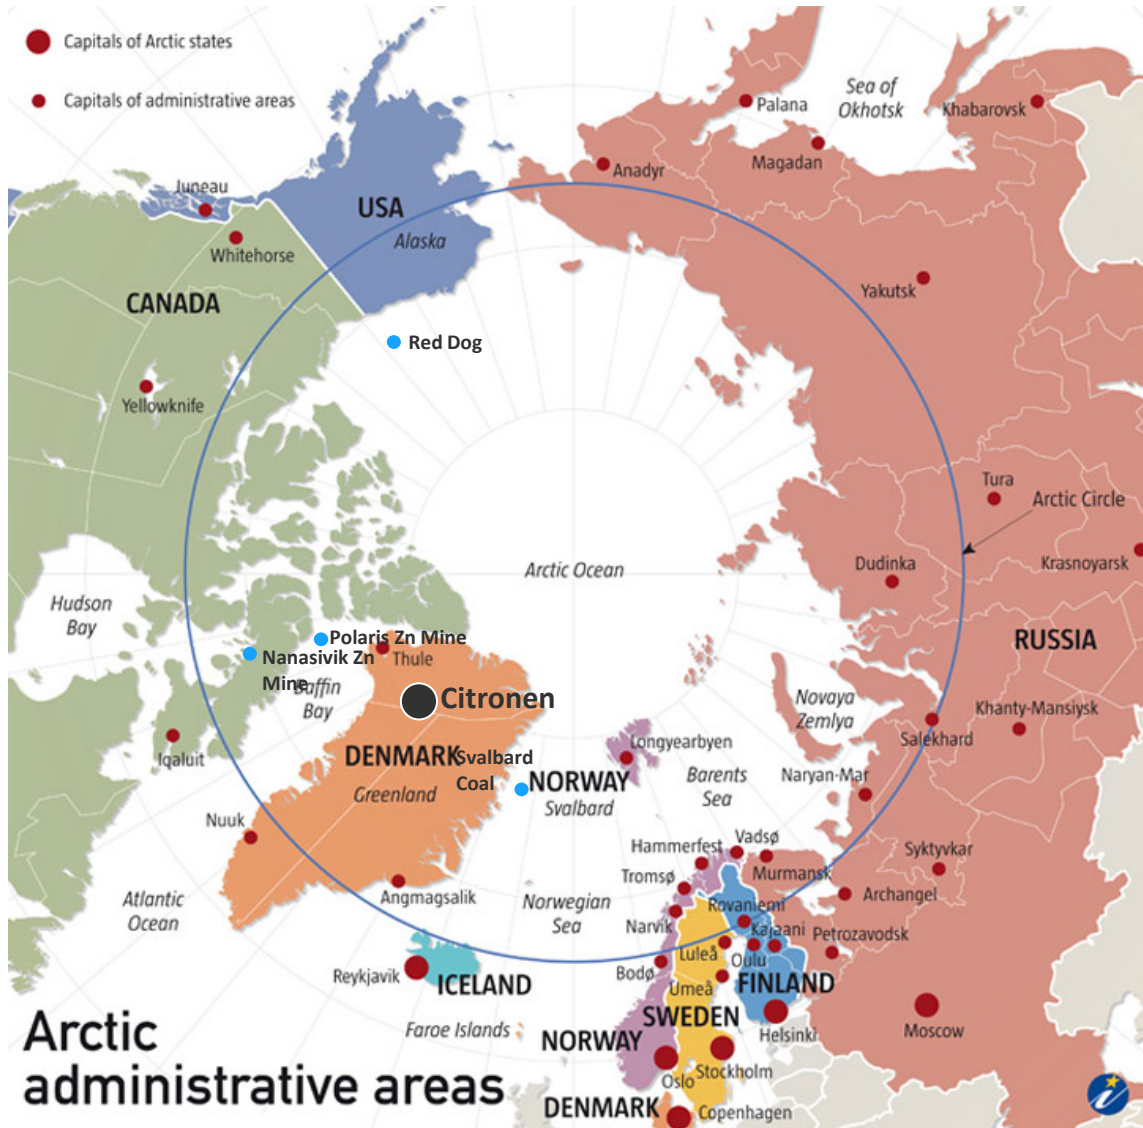 Capitals of Arctic states
Capitals of administrative areas
Palana
Sea of
Okhotsk
Khabarovsk
Magadan
Anadyr
Juneau
USA
Alaska
Whitehorse
CANADA
Yakutsk
Red Dog
Yellowknife
Tura
Arctic Circle
Krasnoyarsk
Dudinka
Arctic Ocean
Hudson
Bay
RUSSIA
Polaris Zn Mine
Nanasivik Zn
Mine
Thule
Baffin
Bay
Citronen
Novaya
Zemlya
Khanty-Mansiysk
Salekhard
Iqaluit
DENMARK
Greenland
Svalbard
Coal
Longyearbyen
NORWAY
Svalbard
Barents
Sea
Naryan-Mar
Nuuk
Hammerfest
Vadsø
Murmansk
Syktyvkar
Tromsø
Archangel
Angmagsalik
Atlantic
Ocean
Norwegian
Sea
Rovaniemi
Narvik
Kajaani
Petrozavodsk
Luleå
Oulu
Bodø
Reykjavik
ICELAND
Umeå
FINLAND
Faroe Islands
SWEDEN
Helsinki
Moscow
NORWAY
Oslo
Stockholm
DENMARK
Copenhagen
Arctic
administrative areas
i